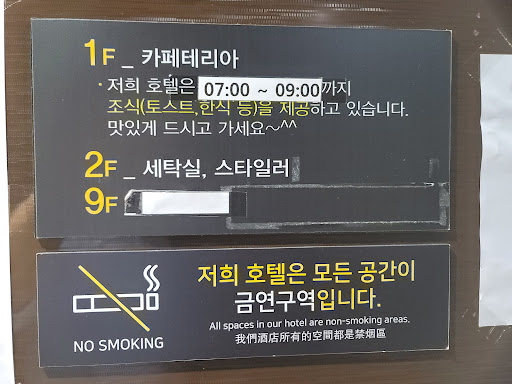 1F _ 카페테리아
· 저희 호텔은 07:00 ~ 09:00까지
조식(토스트,한식 등)을 제공하고 있습니다.
맛있게 드시고 가세요~^^
2F _ 세탁실, 스타일러
9F
저희 호텔은 모든 공간이
금연구역입니다.
All spaces in our hotel are non-smoking areas.
我們酒店所有的空間都是禁烟區
NO SMOKING